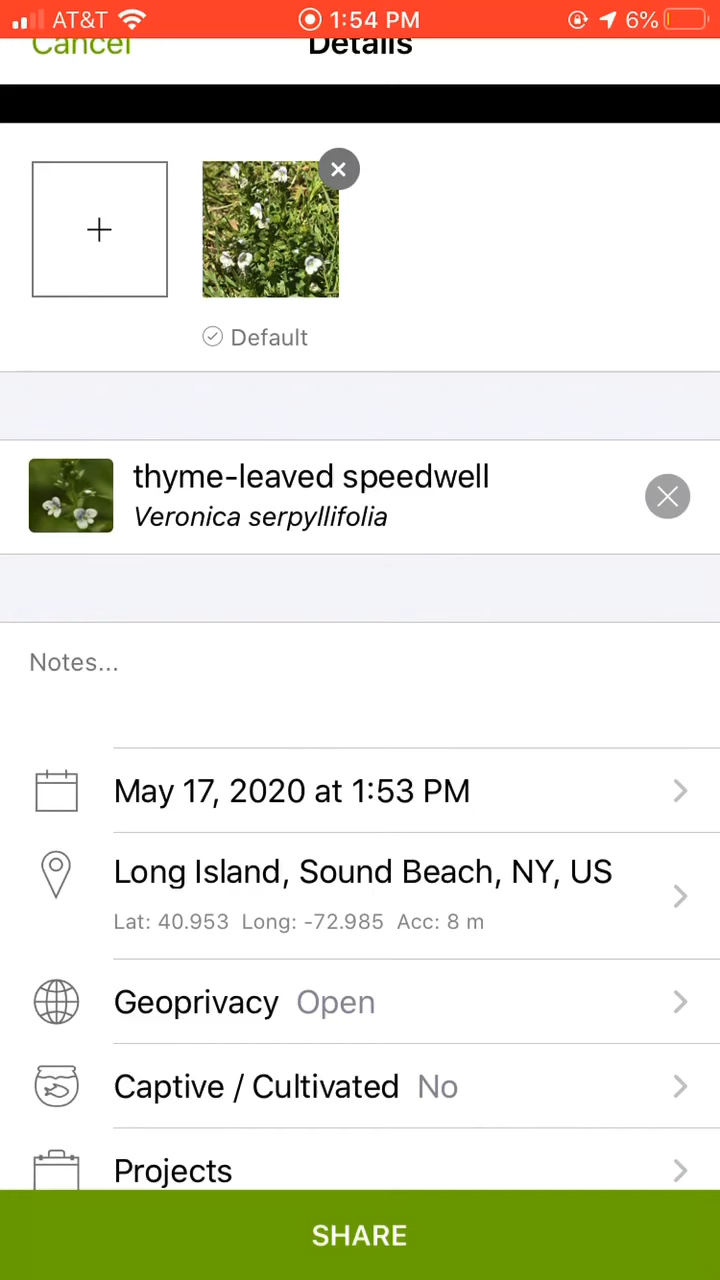 AT&T 1:54 PM 6%
Cancel Details
Default
thyme-leaved speedwell
Veronica serpyllifolia
Notes...
May 17, 2020 at 1:53 PM
Long Island, Sound Beach, NY, US
Lat: 40.953 Long: -72.985 Acc: 8 m
Geoprivacy Open
Captive / Cultivated No
Projects
SHARE